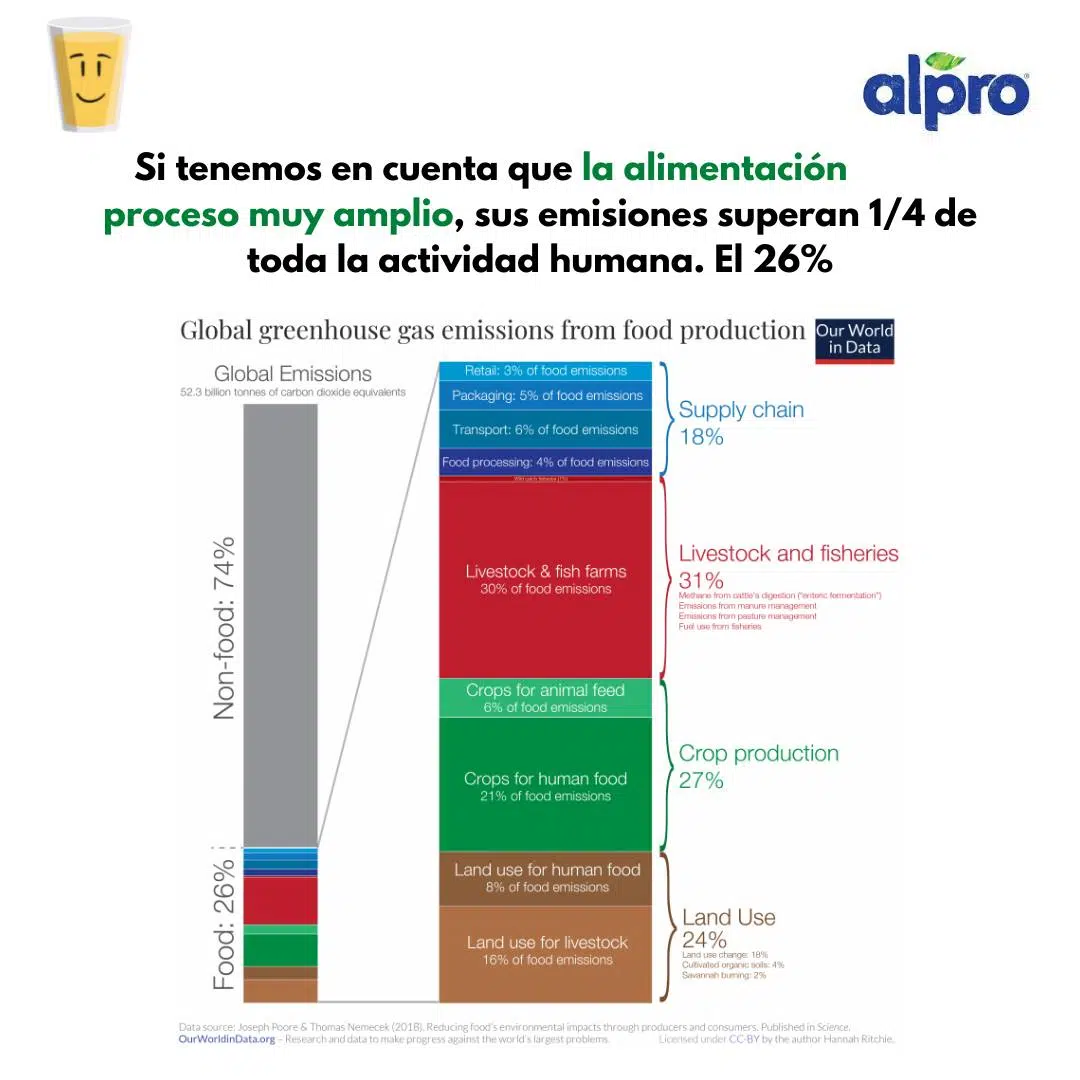 alpro
Si tenemos en cuenta que la alimentación
proceso muy amplio, sus emisiones superan 1/4 de
toda la actividad humana. El 26%
Global greenhouse gas emissions from food production
Our World
in Data
Global Emissions
52.3 billion tonnes of carbon dioxide equivalents
Non-food: 74%
Food: 26%
Retail: 3% of food emissions
Packaging: 5% of food emissions
Transport: 6% of food emissions
Food processing: 4% of food emissions
Supply chain
18%
Wild catch fisheries (1%)
Livestock & fish farms
30% of food emissions
Livestock and fisheries
31%
Methane from cattle's digestion ("enteric fermentation")
Emissions from manure management
Emissions from pasture management
Fuel use from fisheries
Crops for animal feed
6% of food emissions
Crops for human food
21% of food emissions
Crop production
27%
Land use for human food
8% of food emissions
Land use for livestock
16% of food emissions
Land Use
24%
Land use change: 18%
Cultivated organic soils: 4%
Savannah burning: 2%
Data source: Joseph Poore & Thomas Nemecek (2018). Reducing food's environmental impacts through producers and consumers. Published in Science.
OurWorldinData.org – Research and data to make progress against the world's largest problems.
Licensed under CC-BY by the author Hannah Ritchie.